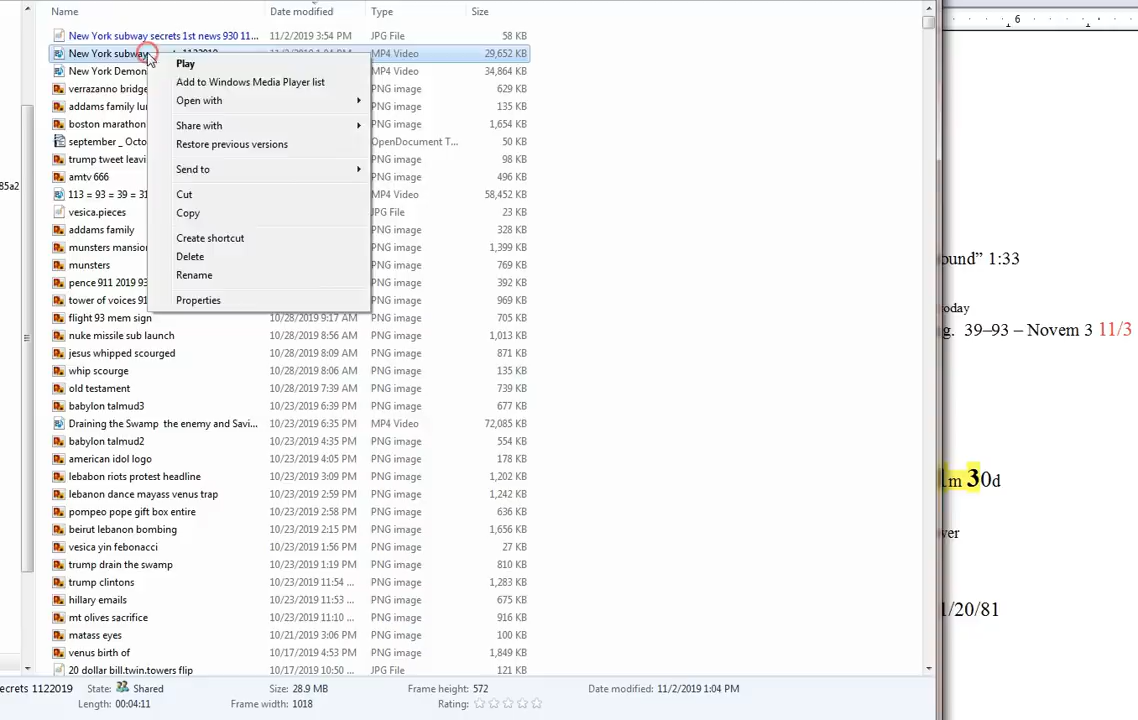 Name Date modified Type Size
New York subway secrets 1st news 930 11... 11/2/2019 3:54 PM JPG File 58 KB
New York subway MP4 Video 29,652 KB
New York Demon MP4 Video 34,864 KB
verrazanno bridge PNG image 629 KB
addams family lu PNG image 135 KB
boston marathon PNG image 1,654 KB
september _ Octo OpenDocument T... 50 KB
trump tweet leavi PNG image 98 KB
amtv 666 PNG image 496 KB
113 = 93 = 39 = 31 MP4 Video 58,452 KB
vesica.pieces JPG File 23 KB
addams family PNG image 328 KB
munsters mansion PNG image 1,399 KB
munsters PNG image 769 KB
pence 911 2019 93 PNG image 392 KB
tower of voices 91 PNG image 969 KB
flight 93 mem sign 10/28/2019 9:17 AM PNG image 705 KB
nuke missile sub launch 10/28/2019 8:56 AM PNG image 1,013 KB
jesus whipped scourged 10/28/2019 8:09 AM PNG image 871 KB
whip scourge 10/28/2019 8:06 AM PNG image 135 KB
old testament 10/28/2019 7:39 AM PNG image 739 KB
babylon talmud3 10/23/2019 6:39 PM PNG image 677 KB
Draining the Swamp the enemy and Savi... 10/23/2019 6:35 PM MP4 Video 72,085 KB
babylon talmud2 10/23/2019 4:35 PM PNG image 554 KB
american idol logo 10/23/2019 4:05 PM PNG image 178 KB
lebabon riots protest headline 10/23/2019 3:09 PM PNG image 1,202 KB
lebanon dance mayass venus trap 10/23/2019 2:59 PM PNG image 1,242 KB
pompeo pope gift box entire 10/23/2019 2:58 PM PNG image 636 KB
beirut lebanon bombing 10/23/2019 2:15 PM PNG image 1,656 KB
vesica yin febonacci 10/23/2019 1:56 PM PNG image 27 KB
trump drain the swamp 10/23/2019 1:19 PM PNG image 810 KB
trump clintons 10/23/2019 11:54 ... PNG image 1,283 KB
hillary emails 10/23/2019 11:53 ... PNG image 675 KB
mt olives sacrifice 10/23/2019 11:10 ... PNG image 916 KB
matass eyes 10/21/2019 3:06 PM PNG image 100 KB
venus birth of 10/17/2019 4:53 PM PNG image 1,849 KB
20 dollar bill.twin.towers flip 10/17/2019 10:50 ... JPG File 121 KB
Play
Add to Windows Media Player list
Open with
Share with
Restore previous versions
Send to
Cut
Copy
Create shortcut
Delete
Rename
Properties
85a2
ecrets 1122019 State: Shared Size: 28.9 MB Frame height: 572 Date modified: 11/2/2019 1:04 PM
Length: 00:04:11 Frame width: 1018 Rating:
6
ound” 1:33
oday
g. 39–93 – Novem 3 11/3
1m 30d
ver
1/20/81